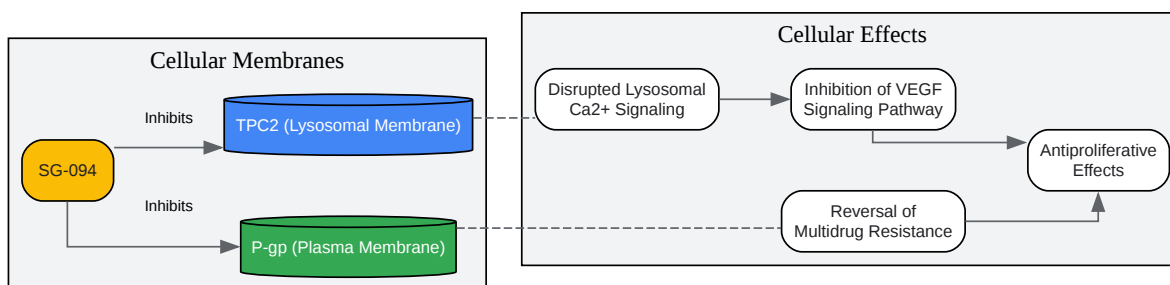 Cellular Membranes
Inhibits
TPC2 (Lysosomal Membrane)
SG-094
Inhibits
P-gp (Plasma Membrane)
Cellular Effects
Disrupted Lysosomal
Ca2+ Signaling
Inhibition of VEGF
Signaling Pathway
Antiproliferative
Effects
Reversal of
Multidrug Resistance